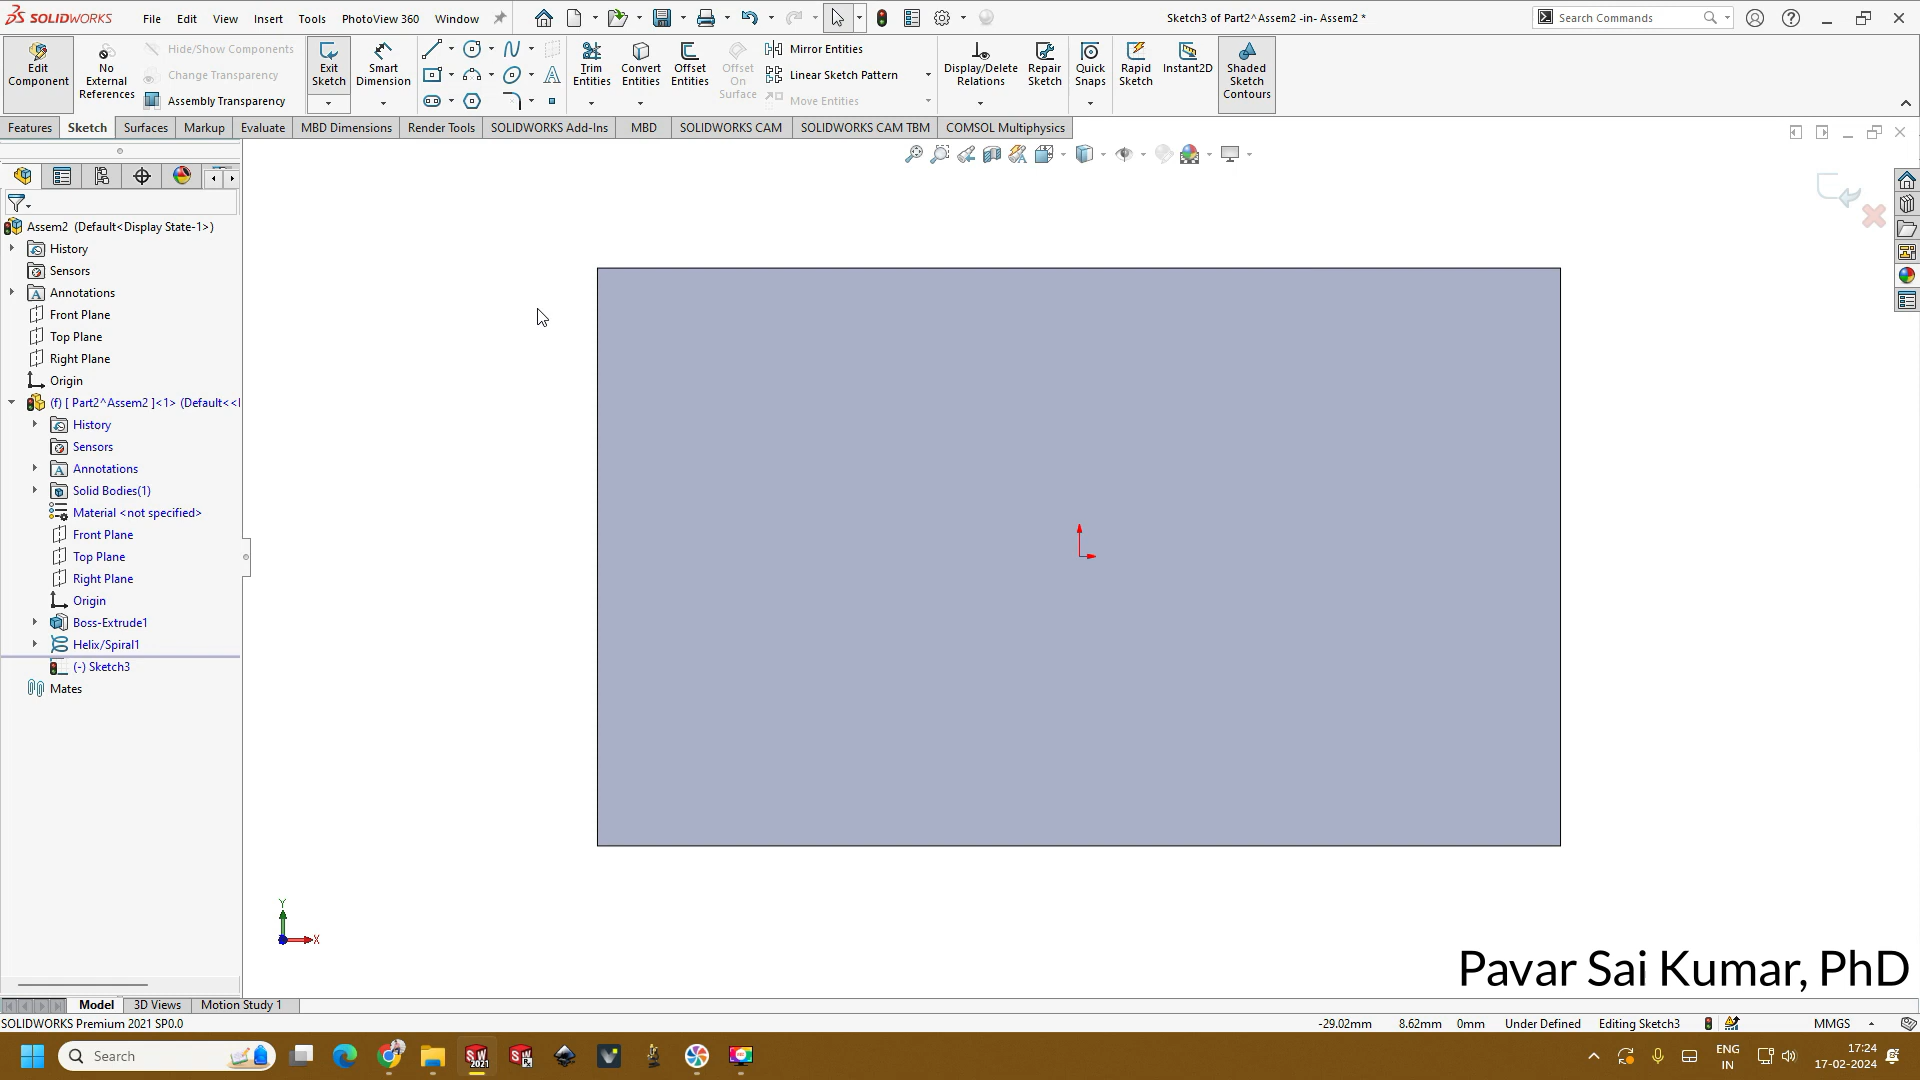 SOLIDWORKS
File
Edit
View
Insert
Tools
PhotoView 360
Window
Sketch3 of Part2^Assem2 -in- Assem2 *
Search Commands
Edit
Component
No
External
References
Hide/Show Components
Change Transparency
Assembly Transparency
Exit
Sketch
Smart
Dimension
Trim
Entities
Convert
Entities
Offset
Entities
Offset
On
Surface
Mirror Entities
Linear Sketch Pattern
Move Entities
Display/Delete
Relations
Repair
Sketch
Quick
Snaps
Rapid
Sketch
Instant2D
Shaded
Sketch
Contours
Features
Sketch
Surfaces
Markup
Evaluate
MBD Dimensions
Render Tools
SOLIDWORKS Add-Ins
MBD
SOLIDWORKS CAM
SOLIDWORKS CAM TBM
COMSOL Multiphysics
Assem2 (Default<Display State-1>)
History
Sensors
Annotations
Front Plane
Top Plane
Right Plane
Origin
(f) [ Part2^Assem2 ]<1> (Default<<
History
Sensors
Annotations
Solid Bodies(1)
Material <not specified>
Front Plane
Top Plane
Right Plane
Origin
Boss-Extrude1
Helix/Spiral1
(-) Sketch3
Mates
Y
X
Pavar Sai Kumar, PhD
Model
3D Views
Motion Study 1
SOLIDWORKS Premium 2021 SP0.0
-29.02mm
8.62mm
0mm
Under Defined
Editing Sketch3
MMGS
Search
ENG
IN
17:24
17-02-2024